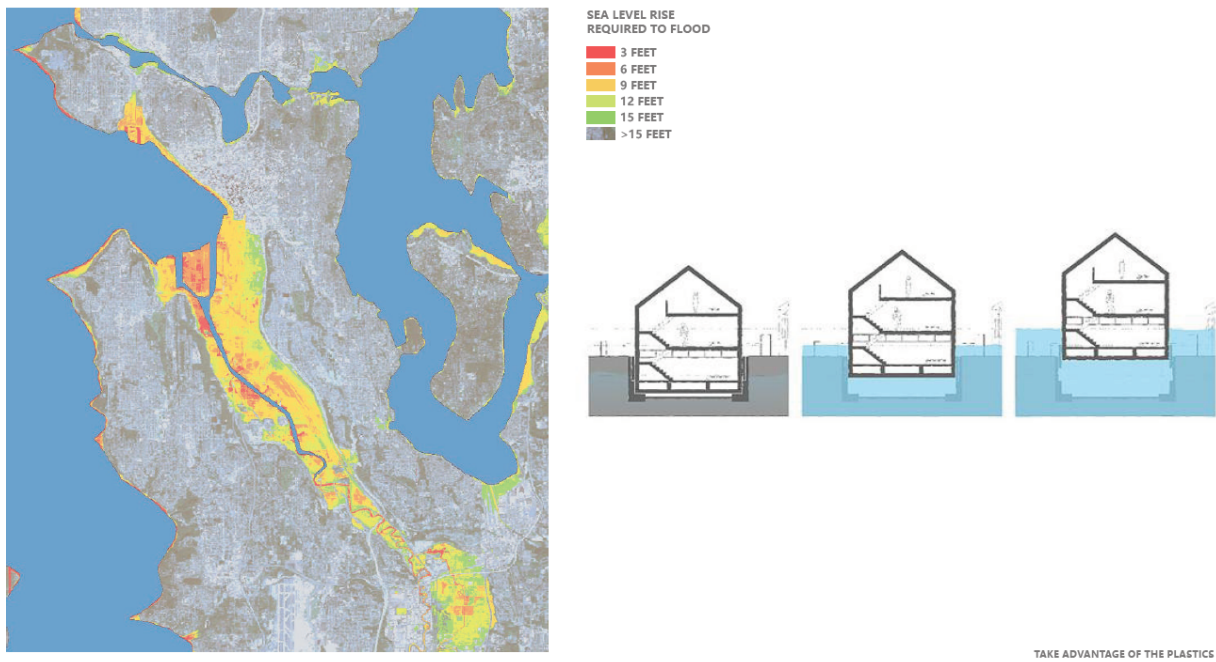 SEA LEVEL RISE
REQUIRED TO FLOOD
3 FEET
6 FEET
9 FEET
12 FEET
15 FEET
>15 FEET
TAKE ADVANTAGE OF THE PLASTICS